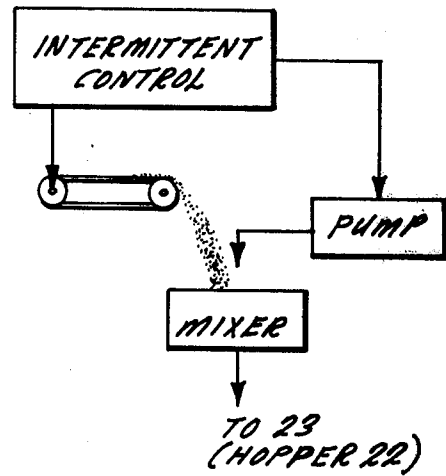 INTERMITTENT
CONTROL
PUMP
MIXER
TO 23
(HOPPER 22)